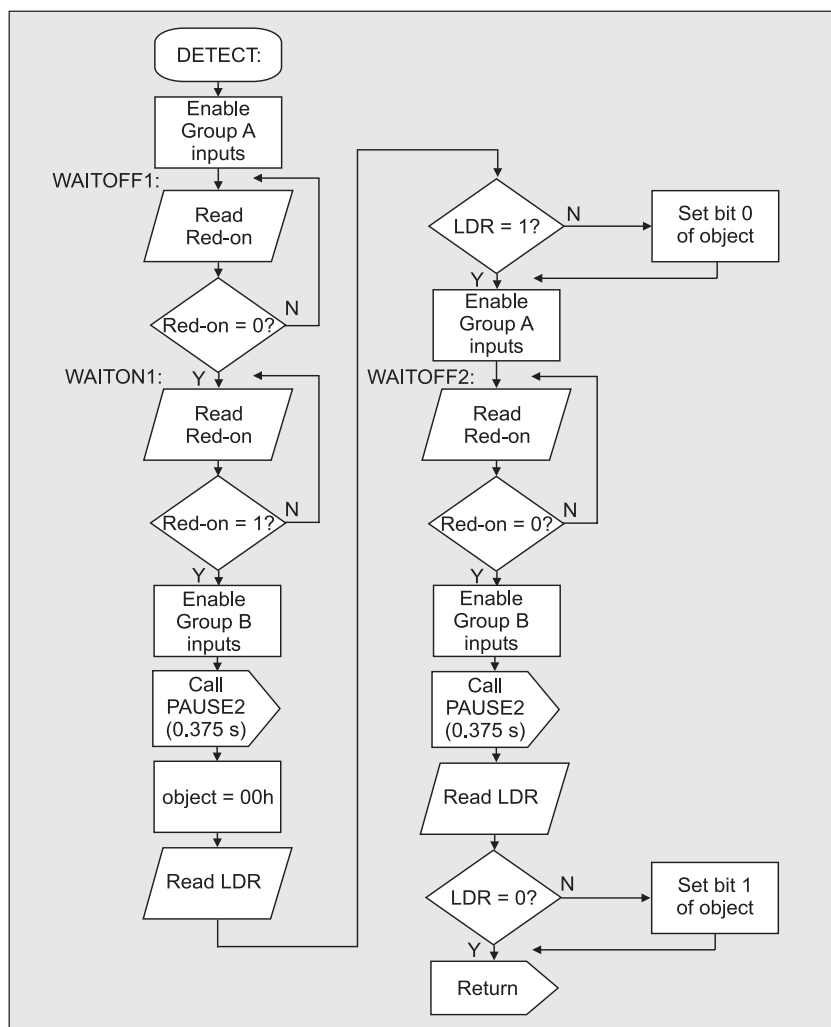 DETECT:
Enable
Group A
inputs
WAITOFF1:
Read
Red-on
Red-on = 0?
N
Y
WAITON1:
Read
Red-on
Red-on = 1?
N
Y
Enable
Group B
inputs
Call
PAUSE2
(0.375 s)
object = 00h
Read LDR
LDR = 1?
N
Set bit 0
of object
Y
Enable
Group A
inputs
WAITOFF2:
Read
Red-on
Red-on = 0?
N
Y
Enable
Group B
inputs
Call
PAUSE2
(0.375 s)
Read LDR
LDR = 0?
N
Set bit 1
of object
Y
Return